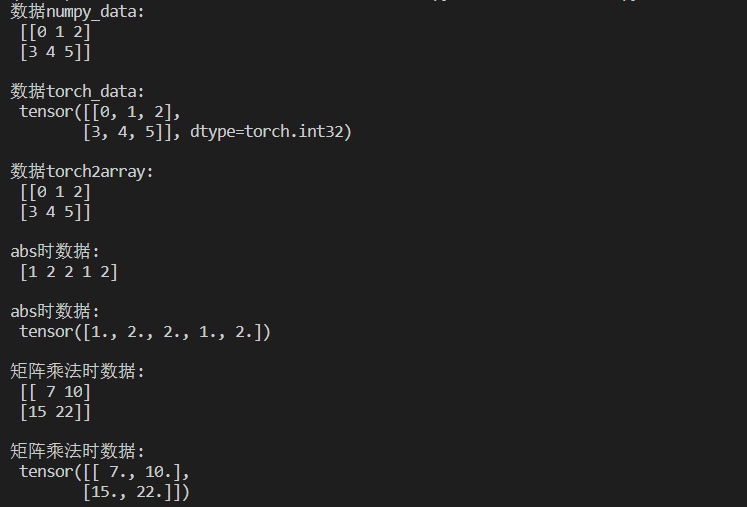 数据numpy_data:
[[0 1 2]
[3 4 5]]
数据torch_data:
tensor([[0, 1, 2],
[3, 4, 5]], dtype=torch.int32)
数据torch2array:
[[0 1 2]
[3 4 5]]
abs时数据:
[1 2 2 1 2]
abs时数据:
tensor([1., 2., 2., 1., 2.])
矩阵乘法时数据:
[[ 7 10]
[15 22]]
矩阵乘法时数据:
tensor([[ 7., 10.],
[15., 22.]])